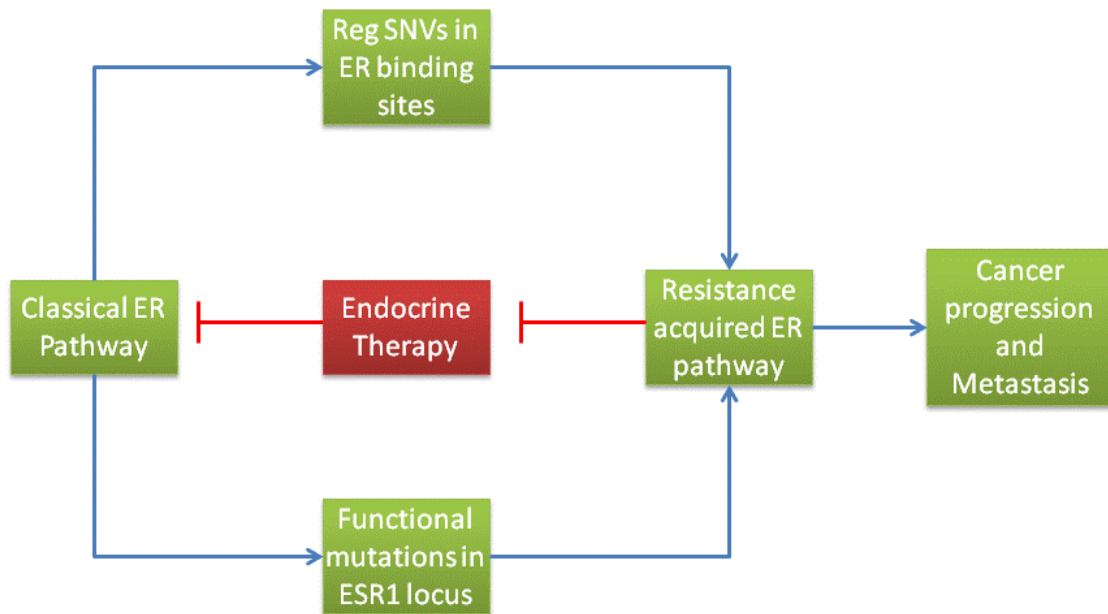 Reg SNVs in
ER binding
sites
Classical ER
Pathway
Endocrine
Therapy
Resistance
acquired ER
pathway
Cancer
progression
and
Metastasis
Functional
mutations in
ESR1 locus